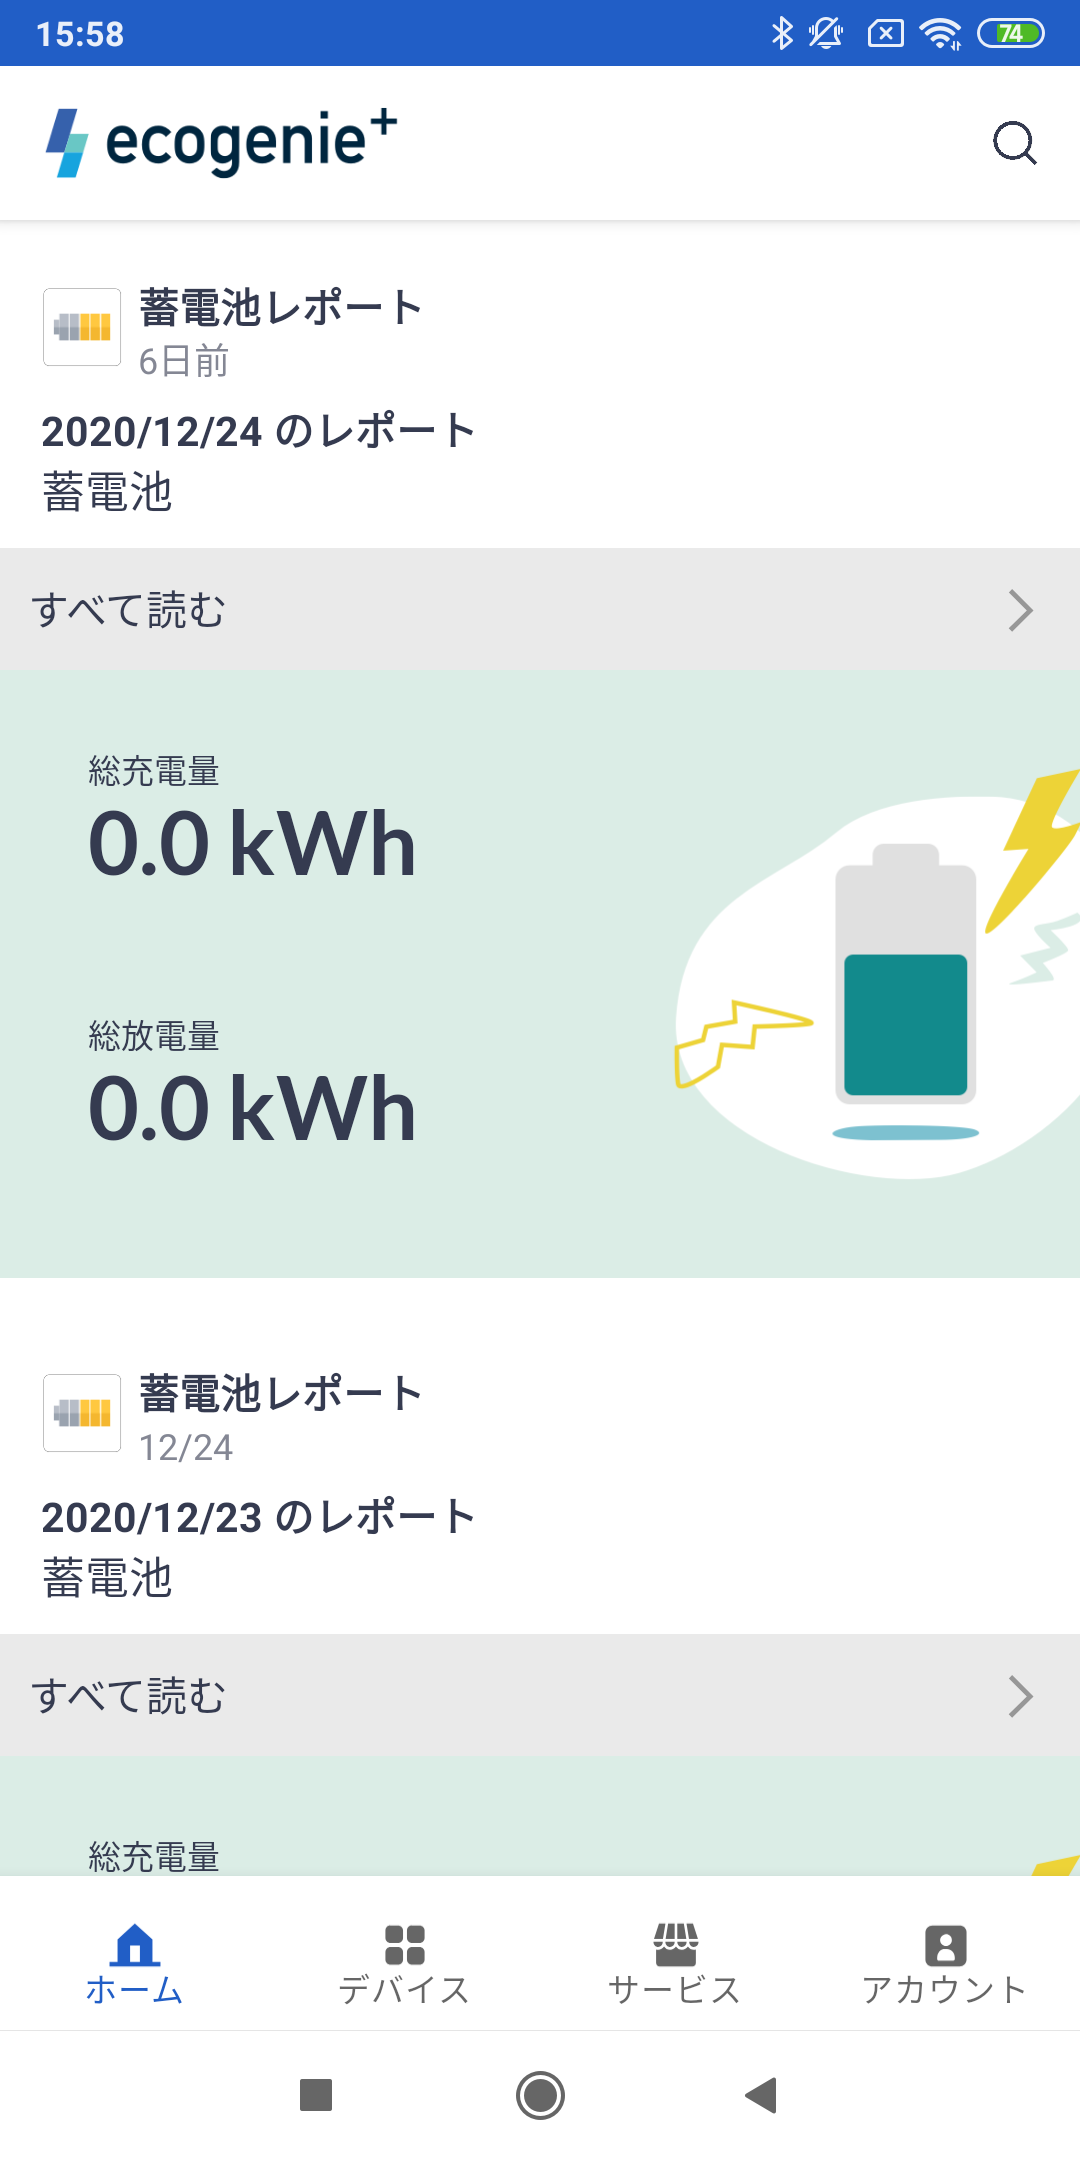 15:58
74
ecogenie+
蓄電池レポート
6日前
2020/12/24 のレポート
蓄電池
すべて読む
総充電量
0.0 kWh
総放電量
0.0 kWh
蓄電池レポート
12/24
2020/12/23 のレポート
蓄電池
すべて読む
総充電量
ホーム
デバイス
サービス
アカウント